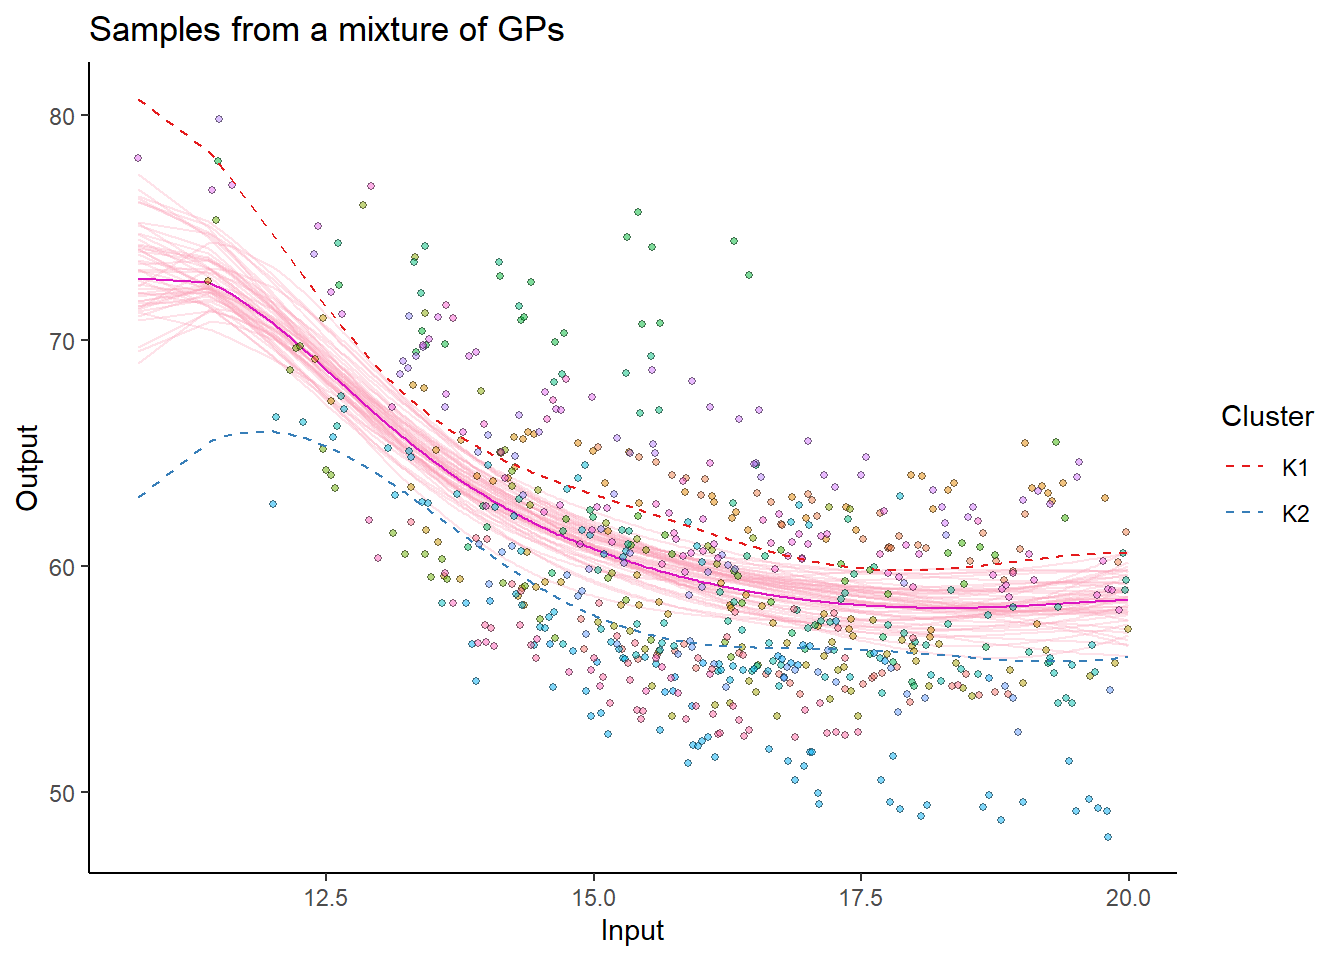 Samples from a mixture of GPs
80
70
60
50
Output
12.5
15.0
17.5
20.0
Input
Cluster
K1
K2